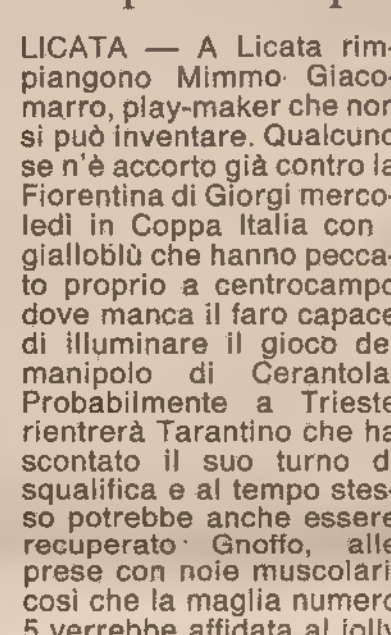 LICATA — A Licata rim-
piangono Mimmo Giaco-
marro, play-maker che non
si può inventare. Qualcuno
se n'è accorto già contro la
Fiorentina di Giorgi merco-
ledì in Coppa Italia con
gialloblù che hanno pecca-
to proprio a centrocampo
dove manca il faro capace
di illuminare il gioco de
manipolo di Cerantola
Probabilmente a Trieste
rientrerà Tarantino che ha
scontato il suo turno d
squalifica e al tempo stes-
so potrebbe anche essere
recuperato Gnoffo, alle
prese con noie muscolari
così che la maglia numero
5 verrebbe affidata al jolly